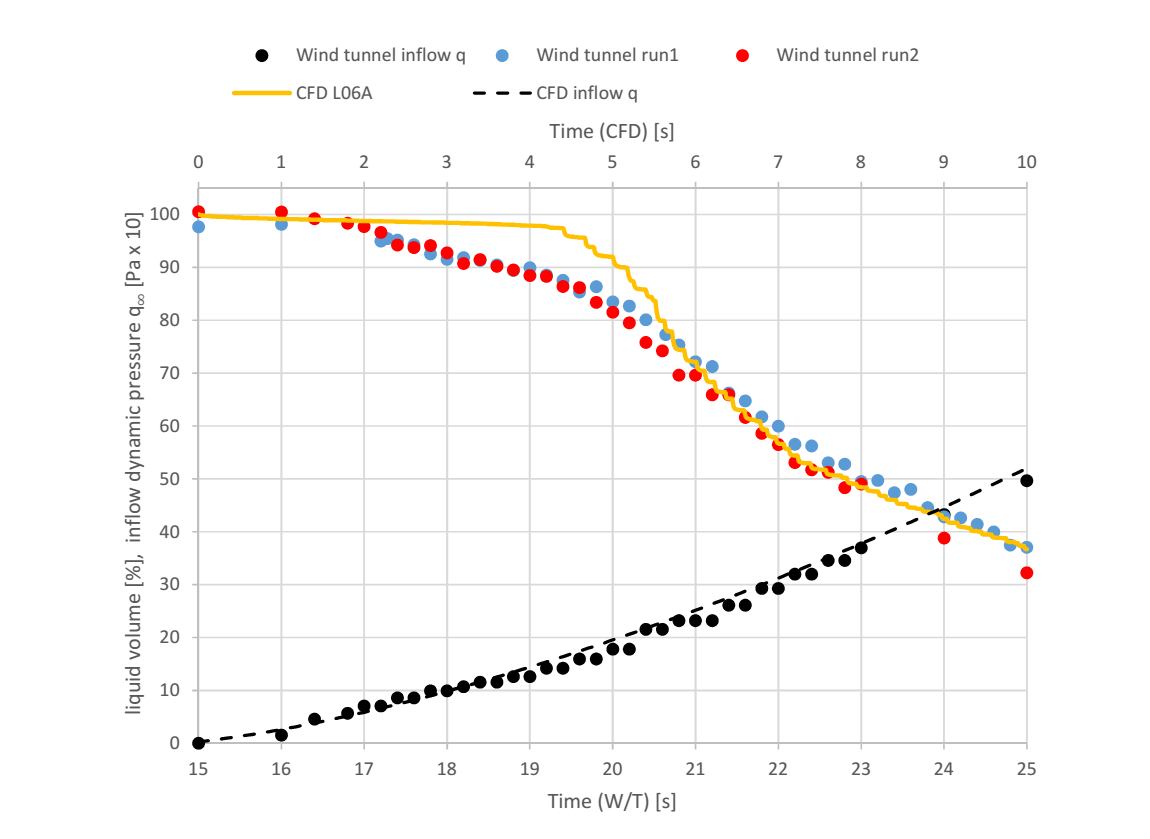 Wind tunnel inflow q Wind tunnel run1 Wind tunnel run2
CFD L06A CFD inflow q
Time (CFD) [s]
0 1 2 3 4 5 6 7 8 9 10
liquid volume [%], inflow dynamic pressure q∞ [Pa x 10]
100
90
80
70
60
50
40
30
20
10
0
15 16 17 18 19 20 21 22 23 24 25
Time (W/T) [s]